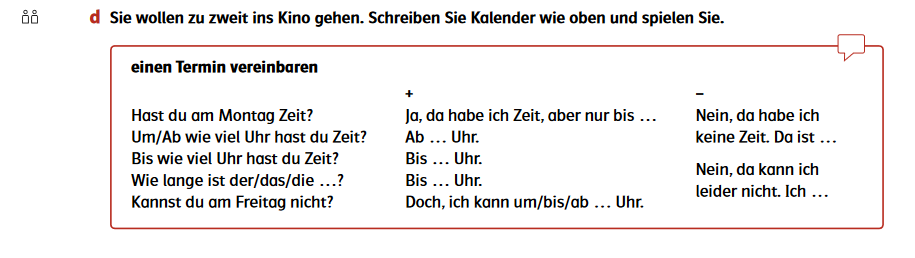 d Sie wollen zu zweit ins Kino gehen. Schreiben Sie Kalender wie oben und spielen Sie.
einen Termin vereinbaren
+ –
Hast du am Montag Zeit? Ja, da habe ich Zeit, aber nur bis … Nein, da habe ich
Um/Ab wie viel Uhr hast du Zeit? Ab … Uhr. keine Zeit. Da ist …
Bis wie viel Uhr hast du Zeit? Bis … Uhr.
Nein, da kann ich
Wie lange ist der/das/die …? Bis … Uhr.
leider nicht. Ich …
Kannst du am Freitag nicht? Doch, ich kann um/bis/ab … Uhr.